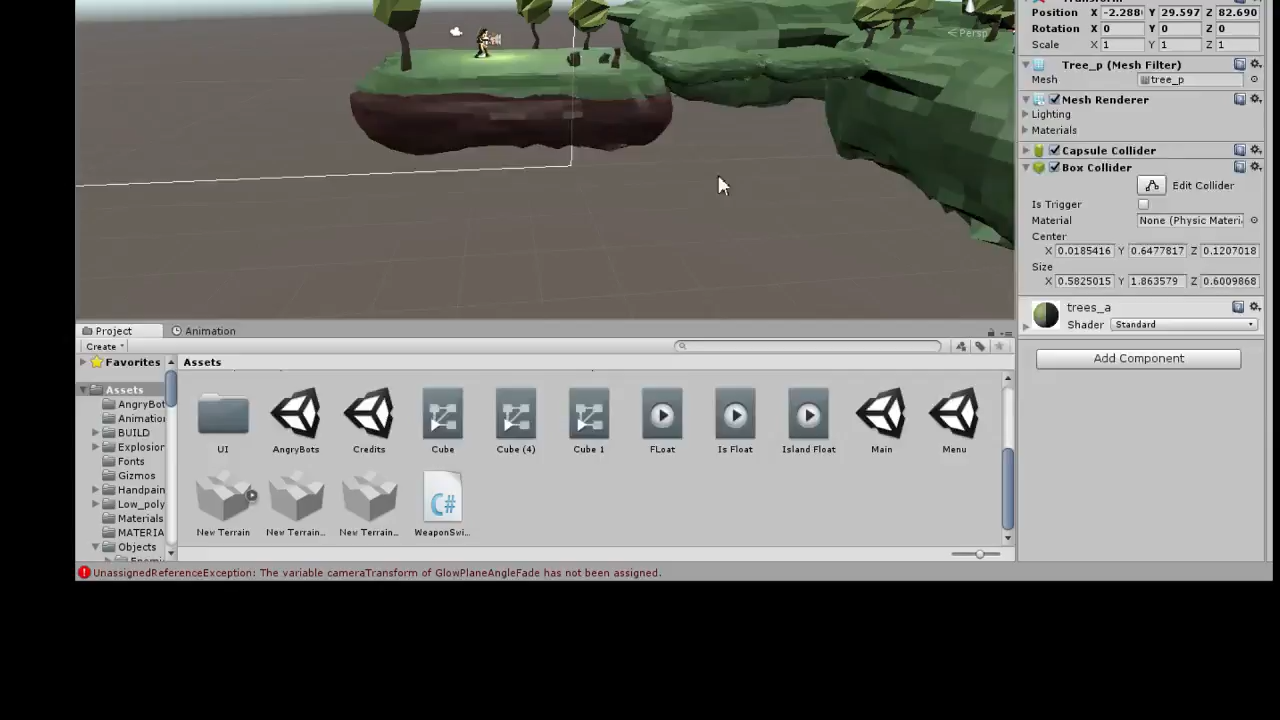 Position X -2.288 Y 29.597 Z 82.690
Rotation X 0 Y 0 Z 0
Persp
Scale X 1 Y 1 Z 1
Tree_p (Mesh Filter)
Mesh tree_p
Mesh Renderer
Lighting
Materials
Capsule Collider
Box Collider
Edit Collider
Is Trigger
Material None (Physic Materi
Center
X 0.0185416 Y 0.6477817 Z 0.1207018
Size
X 0.5825015 Y 1.863579 Z 0.6009868
trees_a
Shader Standard
Add Component
Project Animation
Create
Favorites Assets
Assets
AngryBot
Animation
BUILD
Explosion
Fonts
Gizmos
Handpain
Low_poly
Materials
MATERIA
Objects
UI AngryBots Credits Cube Cube (4) Cube 1 FLoat Is Float Island Float Main Menu
New Terrain New Terrain... New Terrain... WeaponSwi...
UnassignedReferenceException: The variable cameraTransform of GlowPlaneAngleFade has not been assigned.